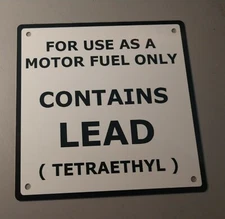 FOR USE AS A
MOTOR FUEL ONLY
CONTAINS
LEAD
( TETRAETHYL )